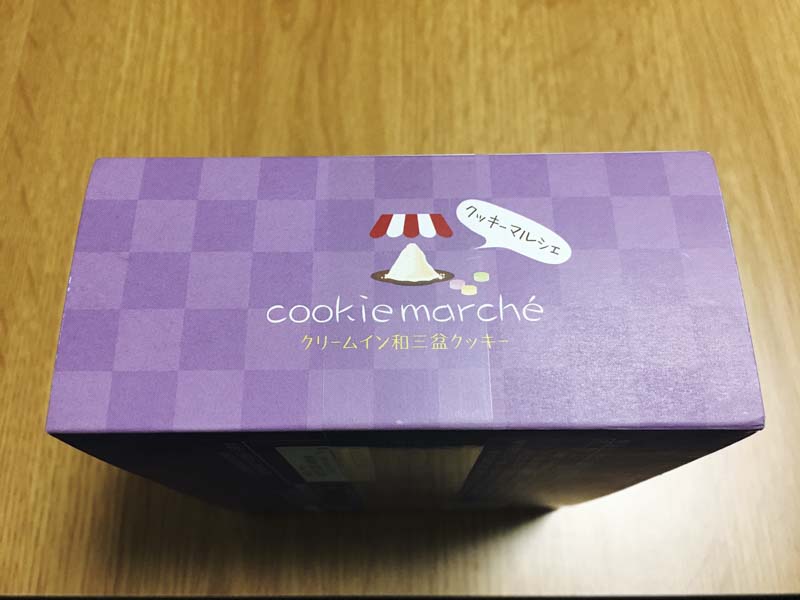 クッキーマルシェ
cookie marché
クリームイン和三盆クッキー